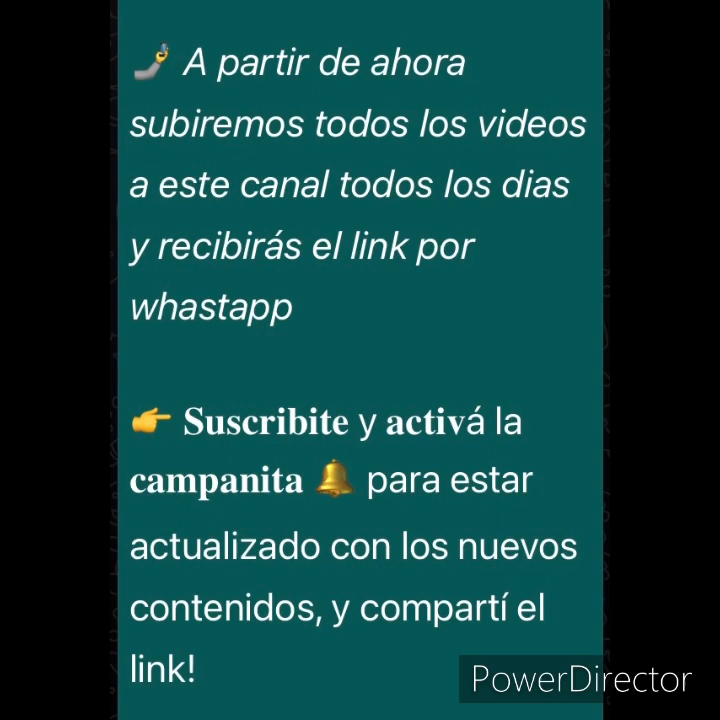 🤳 A partir de ahora
subiremos todos los videos
a este canal todos los dias
y recibirás el link por
whastapp
👉 𝐒𝐮𝐬𝐜𝐫𝐢𝐛𝐢𝐭𝐞 y 𝐚𝐜𝐭𝐢𝐯á la
𝐜𝐚𝐦𝐩𝐚𝐧𝐢𝐭𝐚 🔔 para estar
actualizado con los nuevos
contenidos, y compartí el
link!
PowerDirector